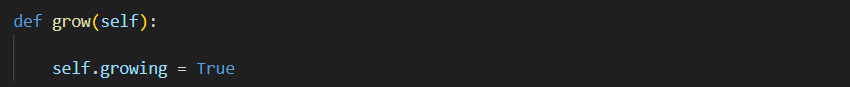 def grow(self):
    self.growing = True